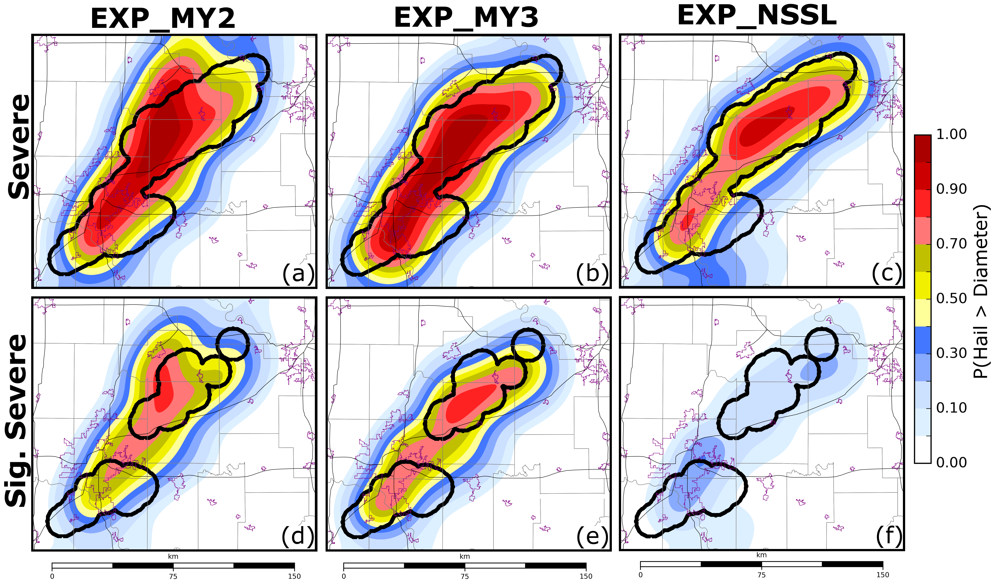 EXP_MY2
EXP_MY3
EXP_NSSL
Severe
(a)
(b)
(c)
Sig. Severe
(d)
(e)
(f)
1.00
0.90
0.70
0.50
0.30
0.10
0.00
P(Hail > Diameter)
km
0 75 150
km
0 75 150
km
0 75 150